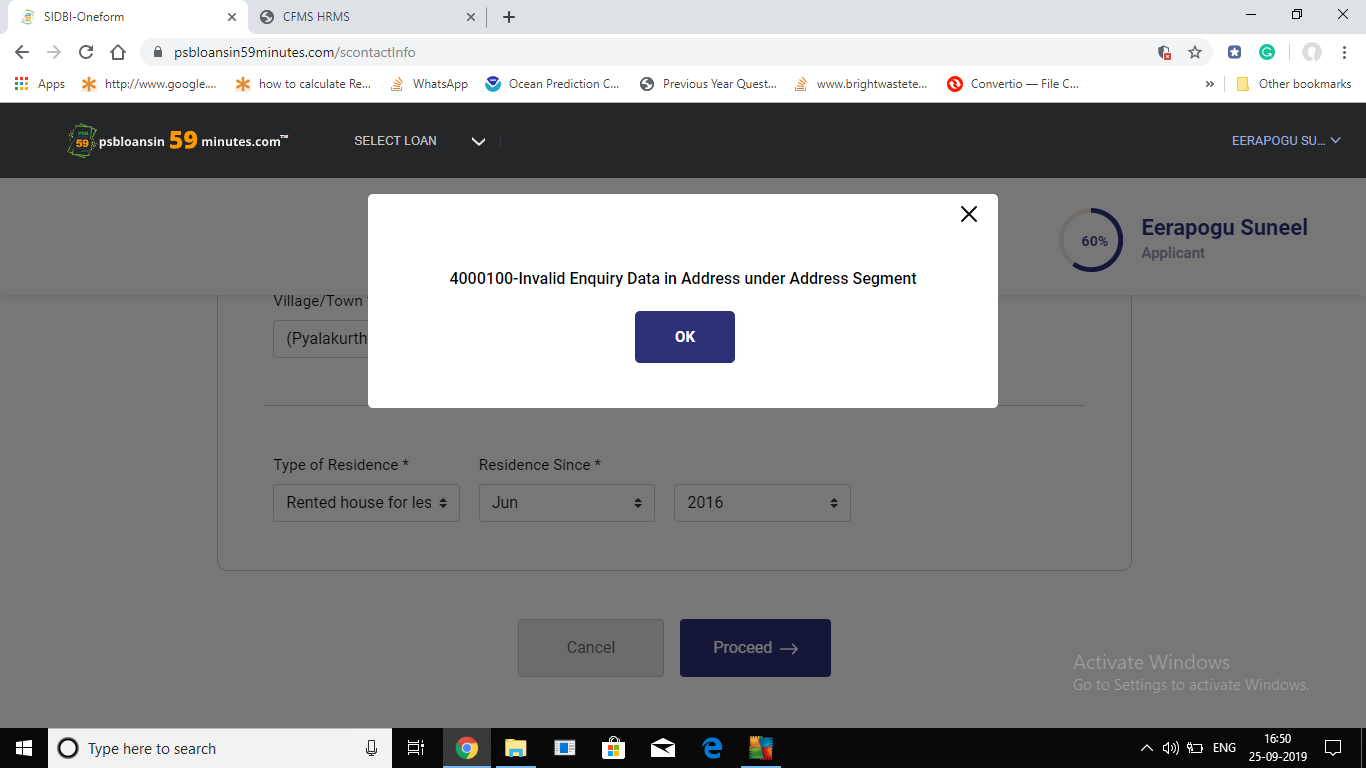 SIDBI-Oneform
CFMS HRMS
psbloansin59minutes.com/scontactInfo
Apps
http://www.google....
how to calculate Re...
WhatsApp
Ocean Prediction C...
Previous Year Quest...
www.brightwastete...
Convertio — File C...
»
Other bookmarks
PSB 59 psbloansin 59 minutes.com™
SELECT LOAN
EERAPOGU SU...
60%
Eerapogu Suneel
Applicant
4000100-Invalid Enquiry Data in Address under Address Segment
OK
Village/Town
(Pyalakurth
Type of Residence *
Residence Since *
Rented house for les
Jun
2016
Cancel
Proceed →
Activate Windows
Go to Settings to activate Windows.
Type here to search
ENG
16:50
25-09-2019